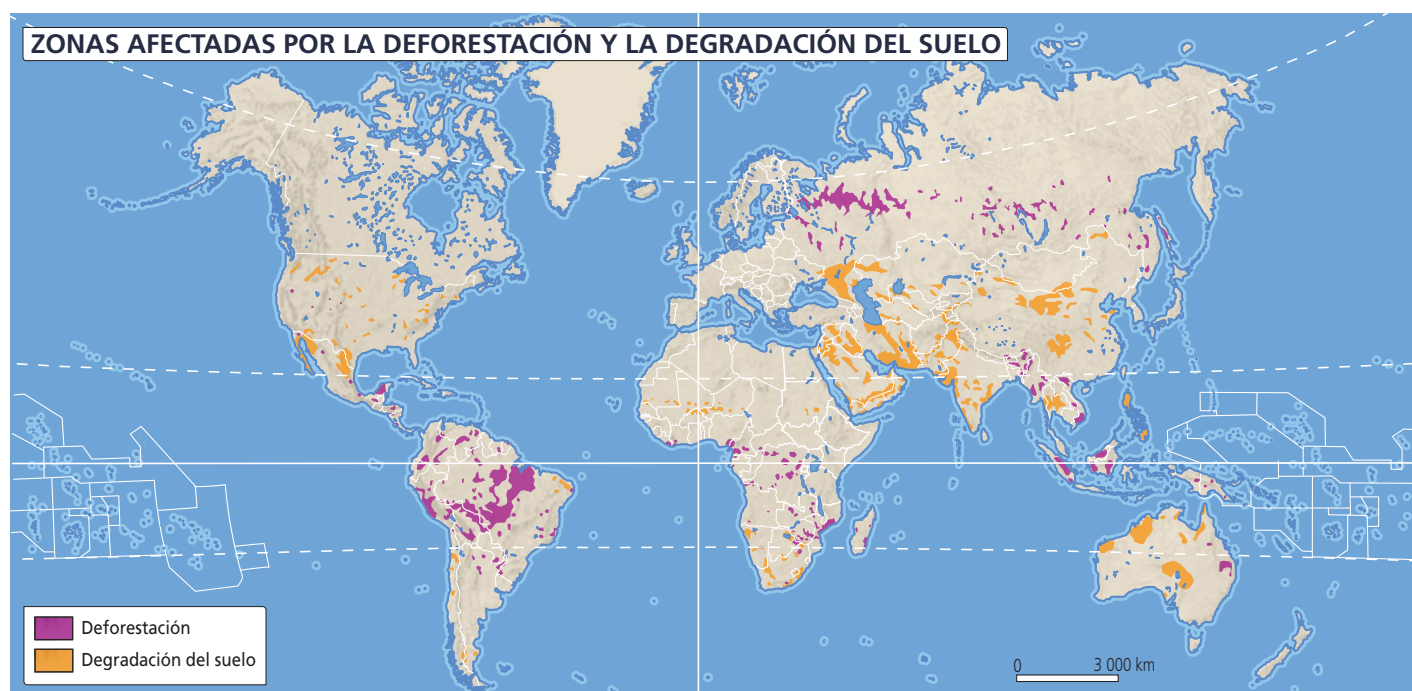 ZONAS AFECTADAS POR LA DEFORESTACIÓN Y LA DEGRADACIÓN DEL SUELO
Deforestación
Degradación del suelo
0 3 000 km